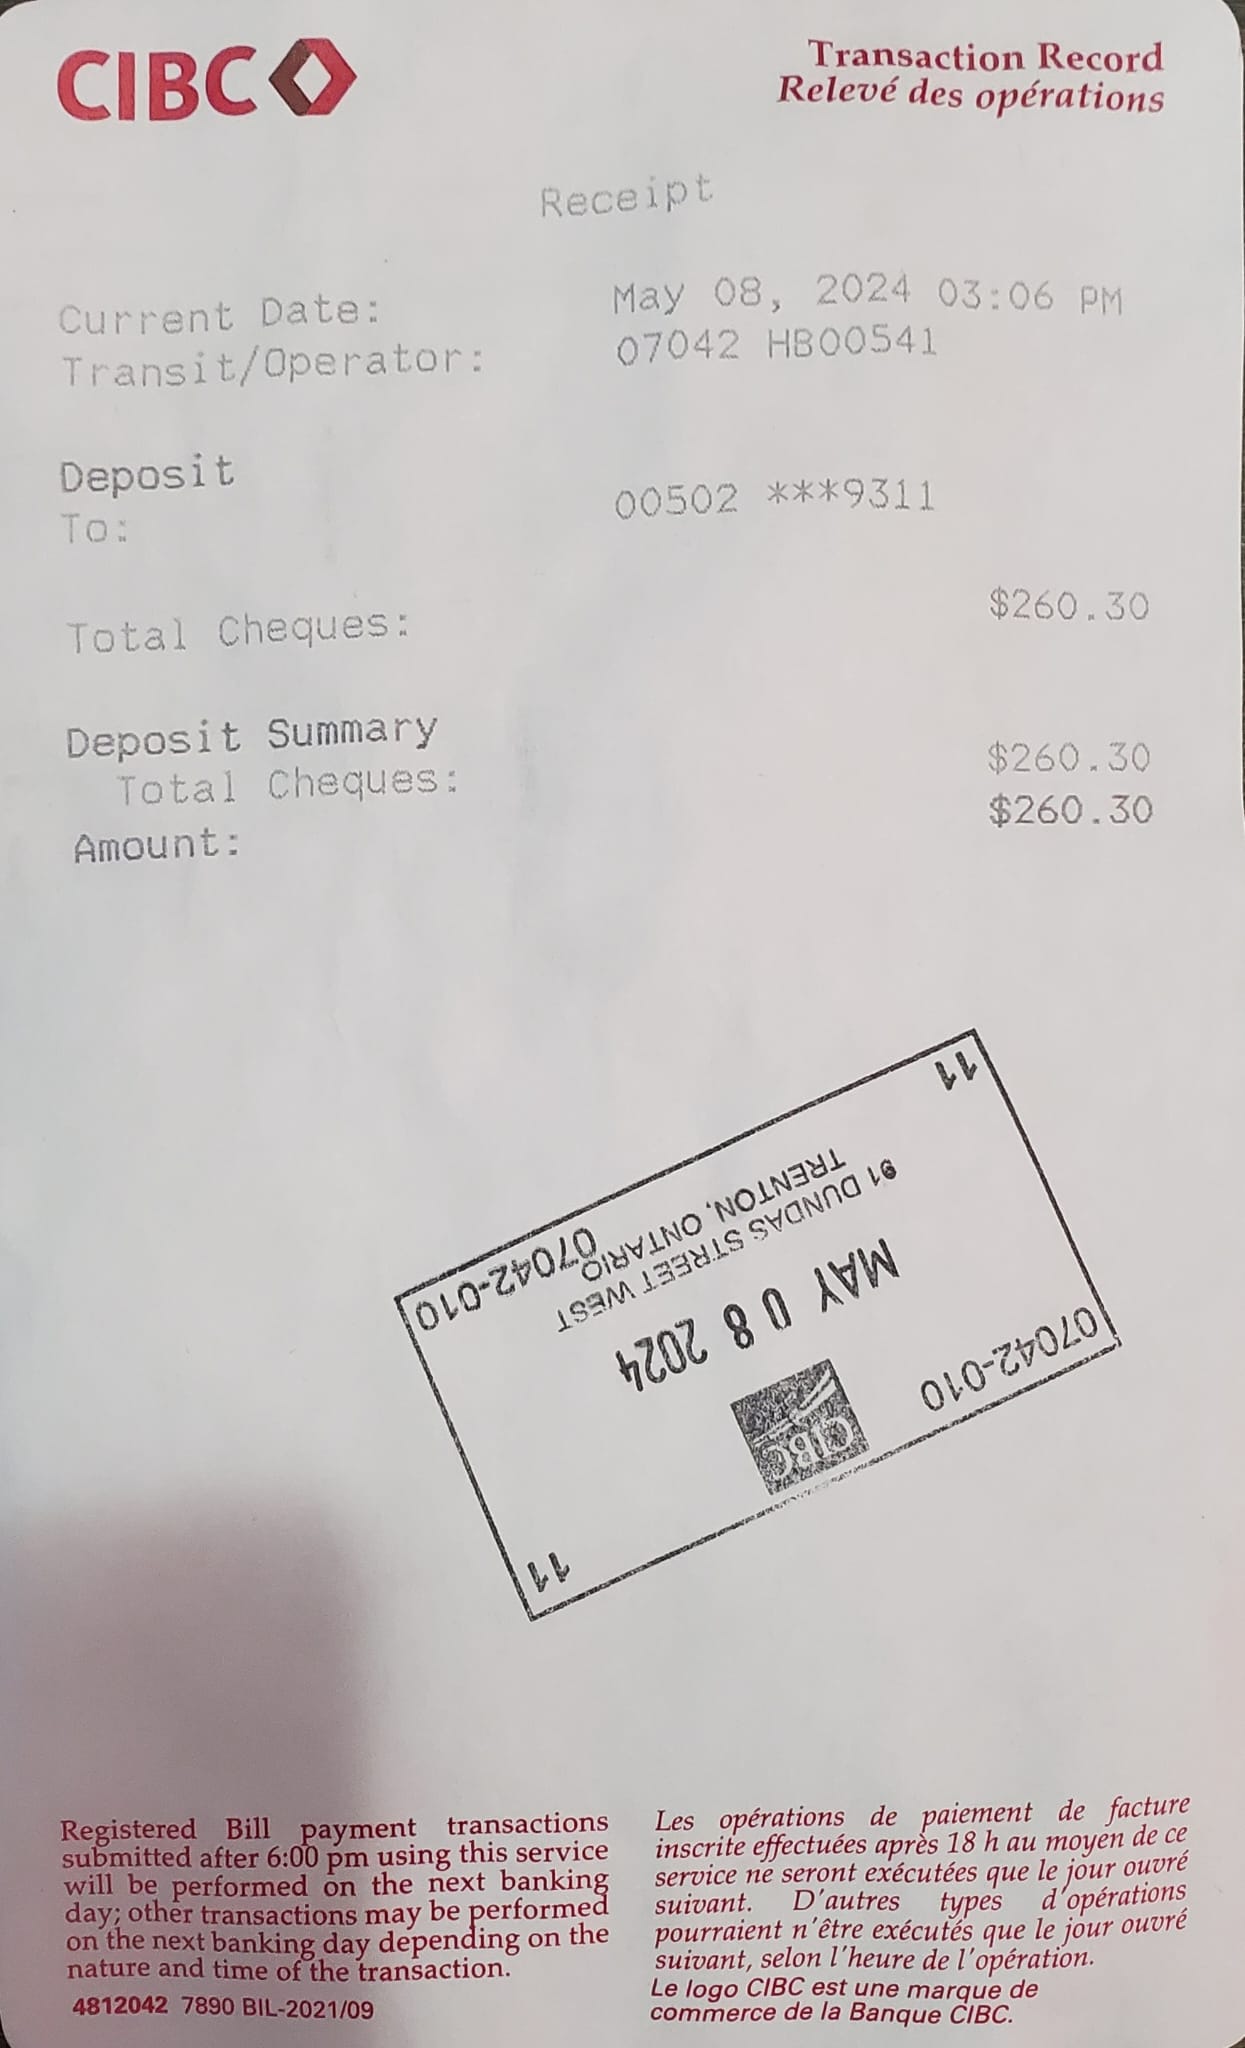 CIBC
Transaction Record
Relevé des opérations
Receipt
Current Date: May 08, 2024 03:06 PM
Transit/Operator: 07042 HB00541
Deposit
To: 00502 ***9311
Total Cheques: $260.30
Deposit Summary
Total Cheques: $260.30
Amount: $260.30
11
07042-010
CIBC
MAY 08 2024
91 DUNDAS STREET WEST
TRENTON, ONTARIO
07042-010
11
Registered Bill payment transactions
submitted after 6:00 pm using this service
will be performed on the next banking
day; other transactions may be performed
on the next banking day depending on the
nature and time of the transaction.
4812042 7890 BIL-2021/09
Les opérations de paiement de facture
inscrite effectuées après 18 h au moyen de ce
service ne seront exécutées que le jour ouvré
suivant. D'autres types d'opérations
pourraient n'être exécutés que le jour ouvré
suivant, selon l'heure de l'opération.
Le logo CIBC est une marque de
commerce de la Banque CIBC.